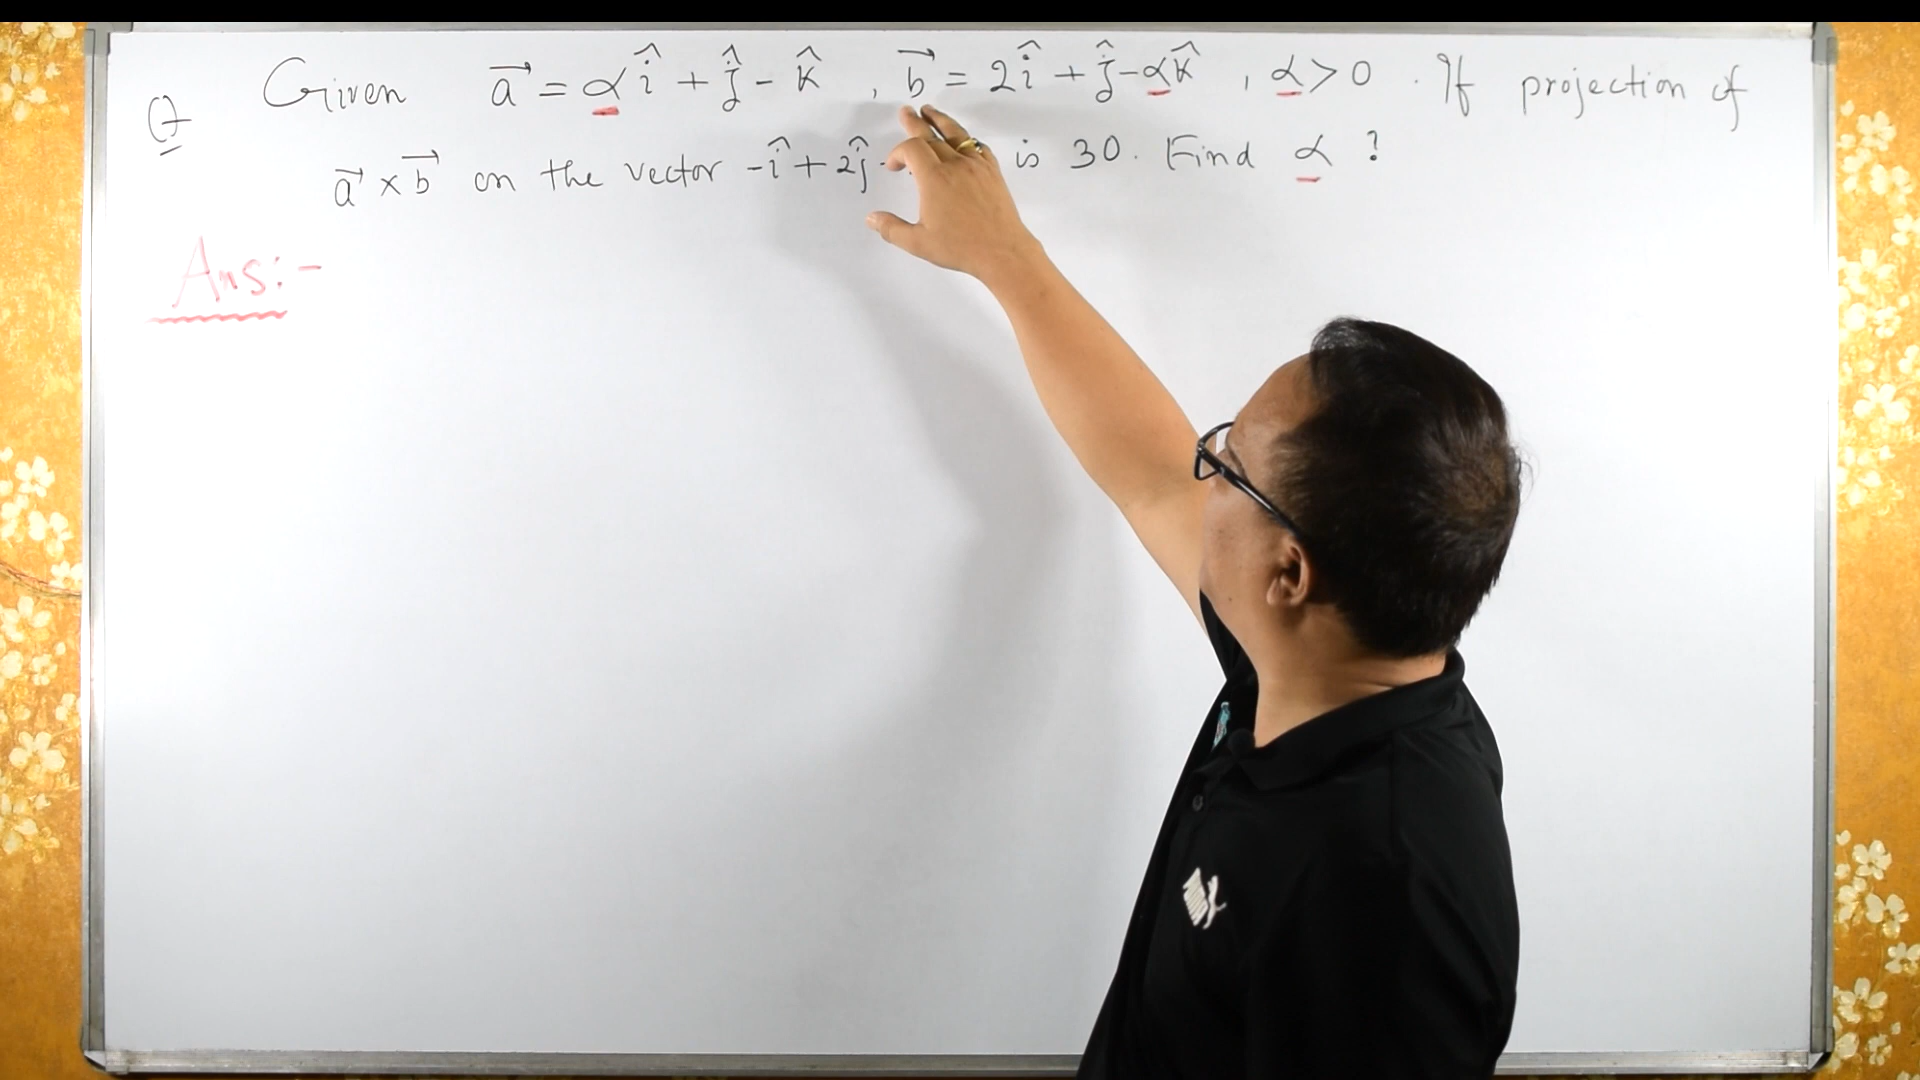 Q Given a⃗ = αî + ĵ - k̂ , b⃗ = 2î + ĵ - αk̂ , α > 0 . If projection of
a⃗ × b⃗ on the vector -î + 2ĵ - is 30. Find α ?
Ans:-